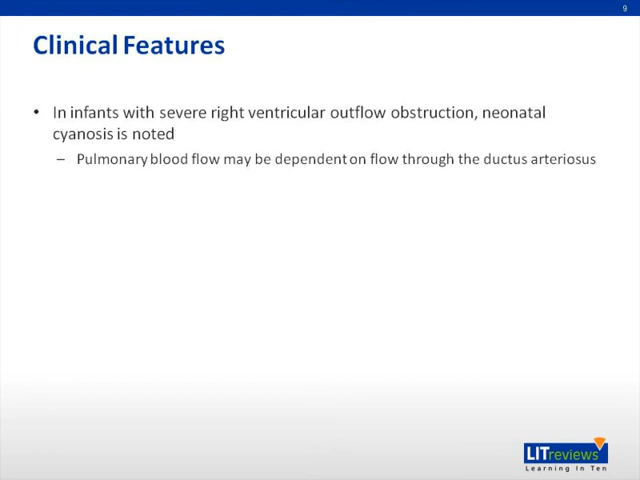 9
Clinical Features
• In infants with severe right ventricular outflow obstruction, neonatal
cyanosis is noted
– Pulmonary blood flow may be dependent on flow through the ductus arteriosus
LITreviews
Learning In Ten